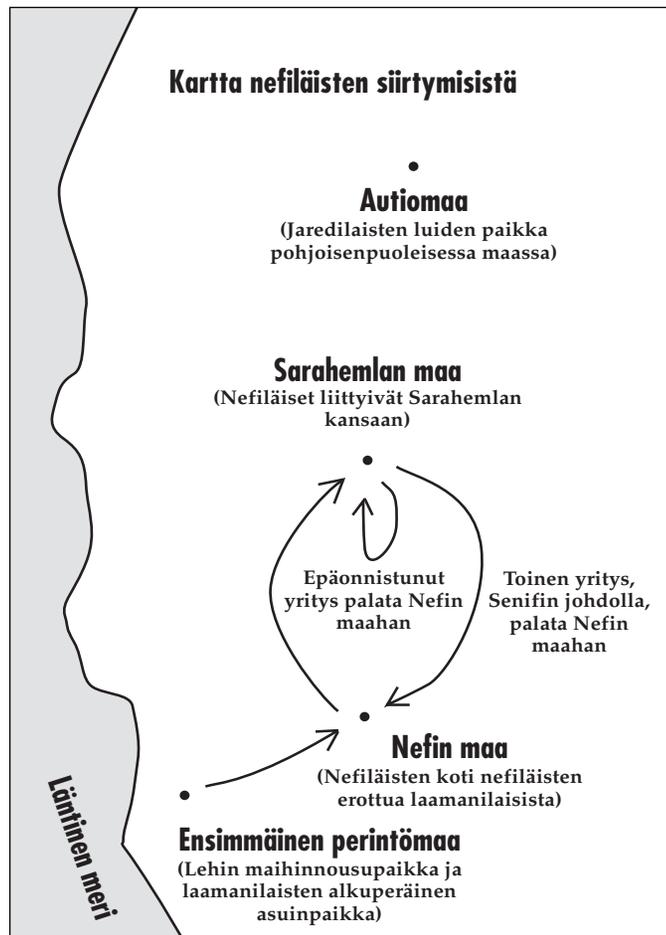 Kartta nefiläisten siirtymisistä
Autiomaa
(Jaredilaisten luiden paikka
pohjoisenpuoleisessa maassa)
Sarahemlan maa
(Nefiläiset liittyivät Sarahemlan
kansaan)
Epäonnistunut
yritys palata Nefin
maahan
Toinen yritys,
Senifin johdolla,
palata Nefin
maahan
Nefin maa
(Nefiläisten koti nefiläisten
erottua laamanilaisista)
Ensimmäinen perintömaa
(Lehin maihinnousupaikka ja
laamanilaisten alkuperäinen
asuinpaikka)
Läntinen meri